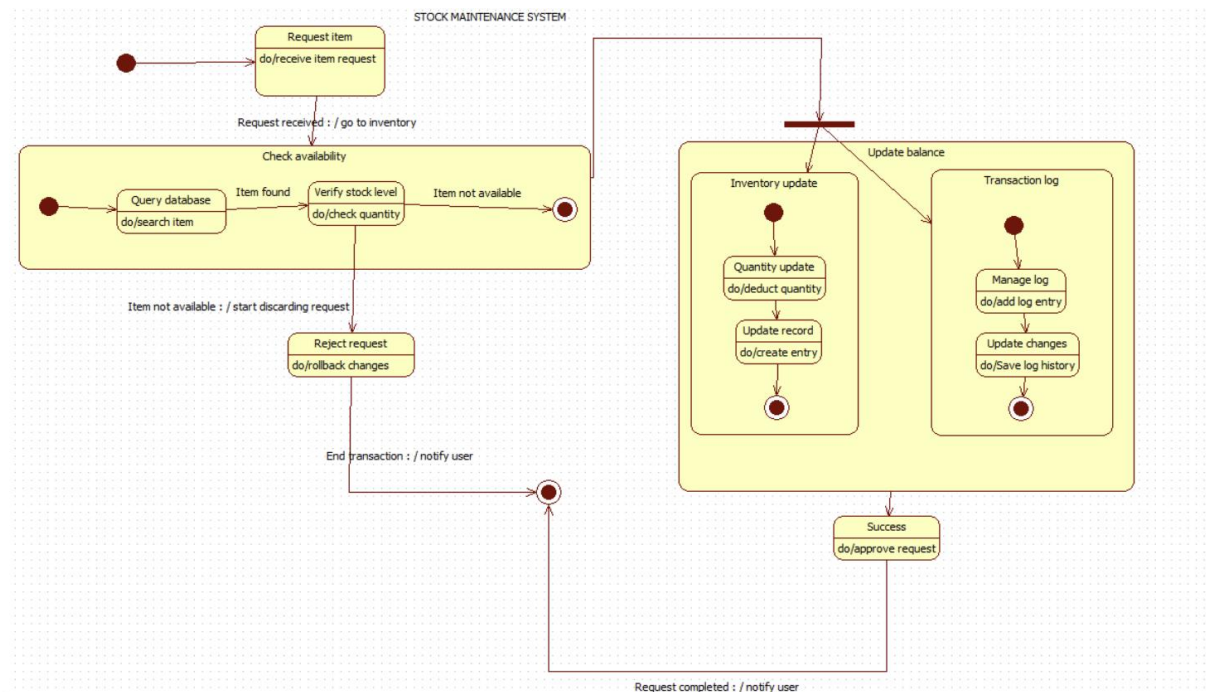 STOCK MAINTENANCE SYSTEM
Request item
do/receive item request
Request received : / go to inventory
Check availability
Query database
do/search item
Item found
Verify stock level
do/check quantity
Item not available
Item not available : / start discarding request
Reject request
do/rollback changes
End transaction : / notify user
Update balance
Inventory update
Quantity update
do/deduct quantity
Update record
do/create entry
Transaction log
Manage log
do/add log entry
Update changes
do/Save log history
Success
do/approve request
Request completed : / notify user